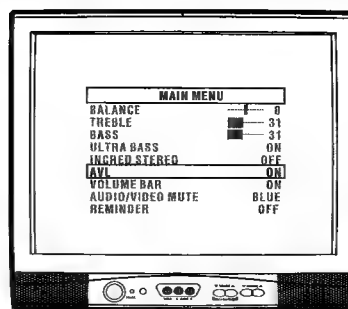 MAIN MENU
BALANCE 0
TREBLE 31
BASS 31
ULTRA BASS ON
INCRED STEREO OFF
AVL ON
VOLUME BAR ON
AUDIO/VIDEO MUTE BLUE
REMINDER OFF